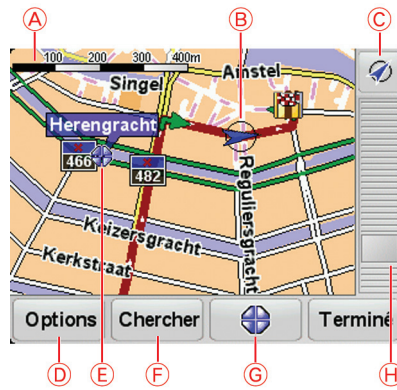 A
B
C
100 200 300 400m
Singel
Amstel
Herengracht
466
482
Reguliersgracht
Keizersgracht
Kerkstraat
Options
Chercher
Terminé
D
E
F
G
H